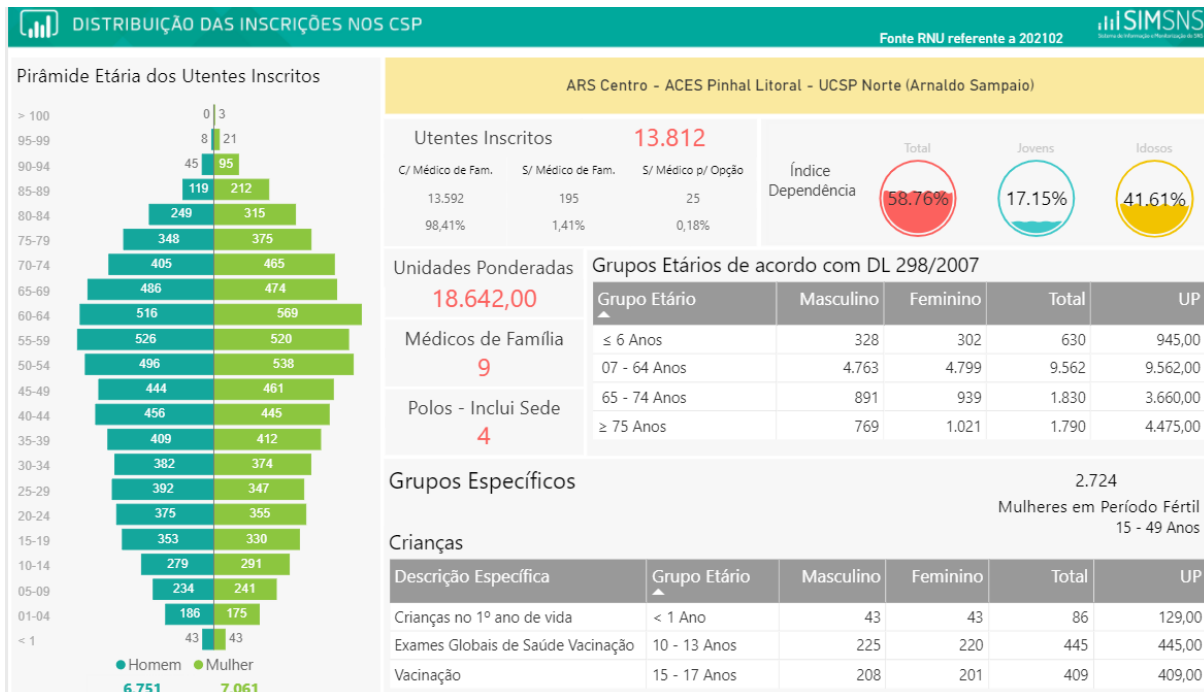 DISTRIBUIÇÃO DAS INSCRIÇÕES NOS CSP
Fonte RNU referente a 202102
SIMSNS
Sistema de Informação e Monitorização do SNS
Pirâmide Etária dos Utentes Inscritos
> 100 0 3
95-99 8 21
90-94 45 95
85-89 119 212
80-84 249 315
75-79 348 375
70-74 405 465
65-69 486 474
60-64 516 569
55-59 526 520
50-54 496 538
45-49 444 461
40-44 456 445
35-39 409 412
30-34 382 374
25-29 392 347
20-24 375 355
15-19 353 330
10-14 279 291
05-09 234 241
01-04 186 175
< 1 43 43
Homem Mulher
6.751 7.061
ARS Centro - ACES Pinhal Litoral - UCSP Norte (Arnaldo Sampaio)
Utentes Inscritos 13.812
C/ Médico de Fam. S/ Médico de Fam. S/ Médico p/ Opção
13.592 195 25
98,41% 1,41% 0,18%
Índice
Dependência
Total Jovens Idosos
58.76% 17.15% 41.61%
Unidades Ponderadas
18.642,00
Médicos de Família
9
Polos - Inclui Sede
4
Grupos Etários de acordo com DL 298/2007
Grupo Etário Masculino Feminino Total UP
≤ 6 Anos 328 302 630 945,00
07 - 64 Anos 4.763 4.799 9.562 9.562,00
65 - 74 Anos 891 939 1.830 3.660,00
≥ 75 Anos 769 1.021 1.790 4.475,00
Grupos Específicos
2.724
Mulheres em Período Fértil
15 - 49 Anos
Crianças
Descrição Específica Grupo Etário Masculino Feminino Total UP
Crianças no 1º ano de vida < 1 Ano 43 43 86 129,00
Exames Globais de Saúde Vacinação 10 - 13 Anos 225 220 445 445,00
Vacinação 15 - 17 Anos 208 201 409 409,00